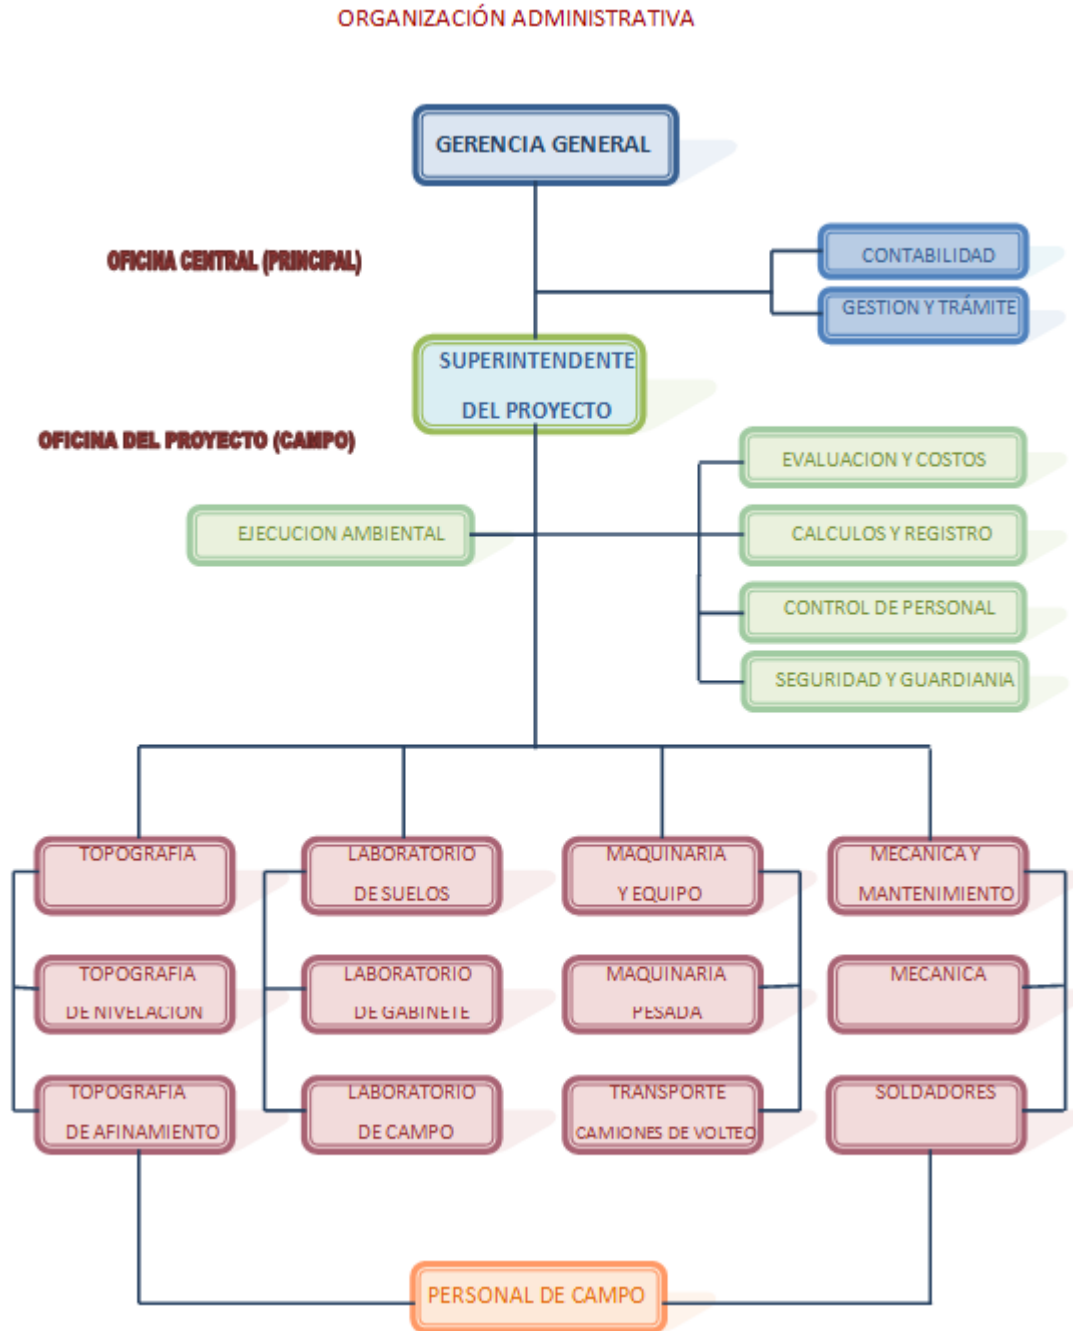 ORGANIZACIÓN ADMINISTRATIVA
GERENCIA GENERAL
OFICINA CENTRAL (PRINCIPAL)
CONTABILIDAD
GESTION Y TRÁMITE
SUPERINTENDENTE
DEL PROYECTO
OFICINA DEL PROYECTO (CAMPO)
EVALUACION Y COSTOS
EJECUCION AMBIENTAL
CALCULOS Y REGISTRO
CONTROL DE PERSONAL
SEGURIDAD Y GUARDIANIA
TOPOGRAFIA
LABORATORIO
DE SUELOS
MAQUINARIA
Y EQUIPO
MECANICA Y
MANTENIMIENTO
TOPOGRAFIA
DE NIVELACION
LABORATORIO
DE GABINETE
MAQUINARIA
PESADA
MECANICA
TOPOGRAFIA
DE AFINAMIENTO
LABORATORIO
DE CAMPO
TRANSPORTE
CAMIONES DE VOLTEO
SOLDADORES
PERSONAL DE CAMPO